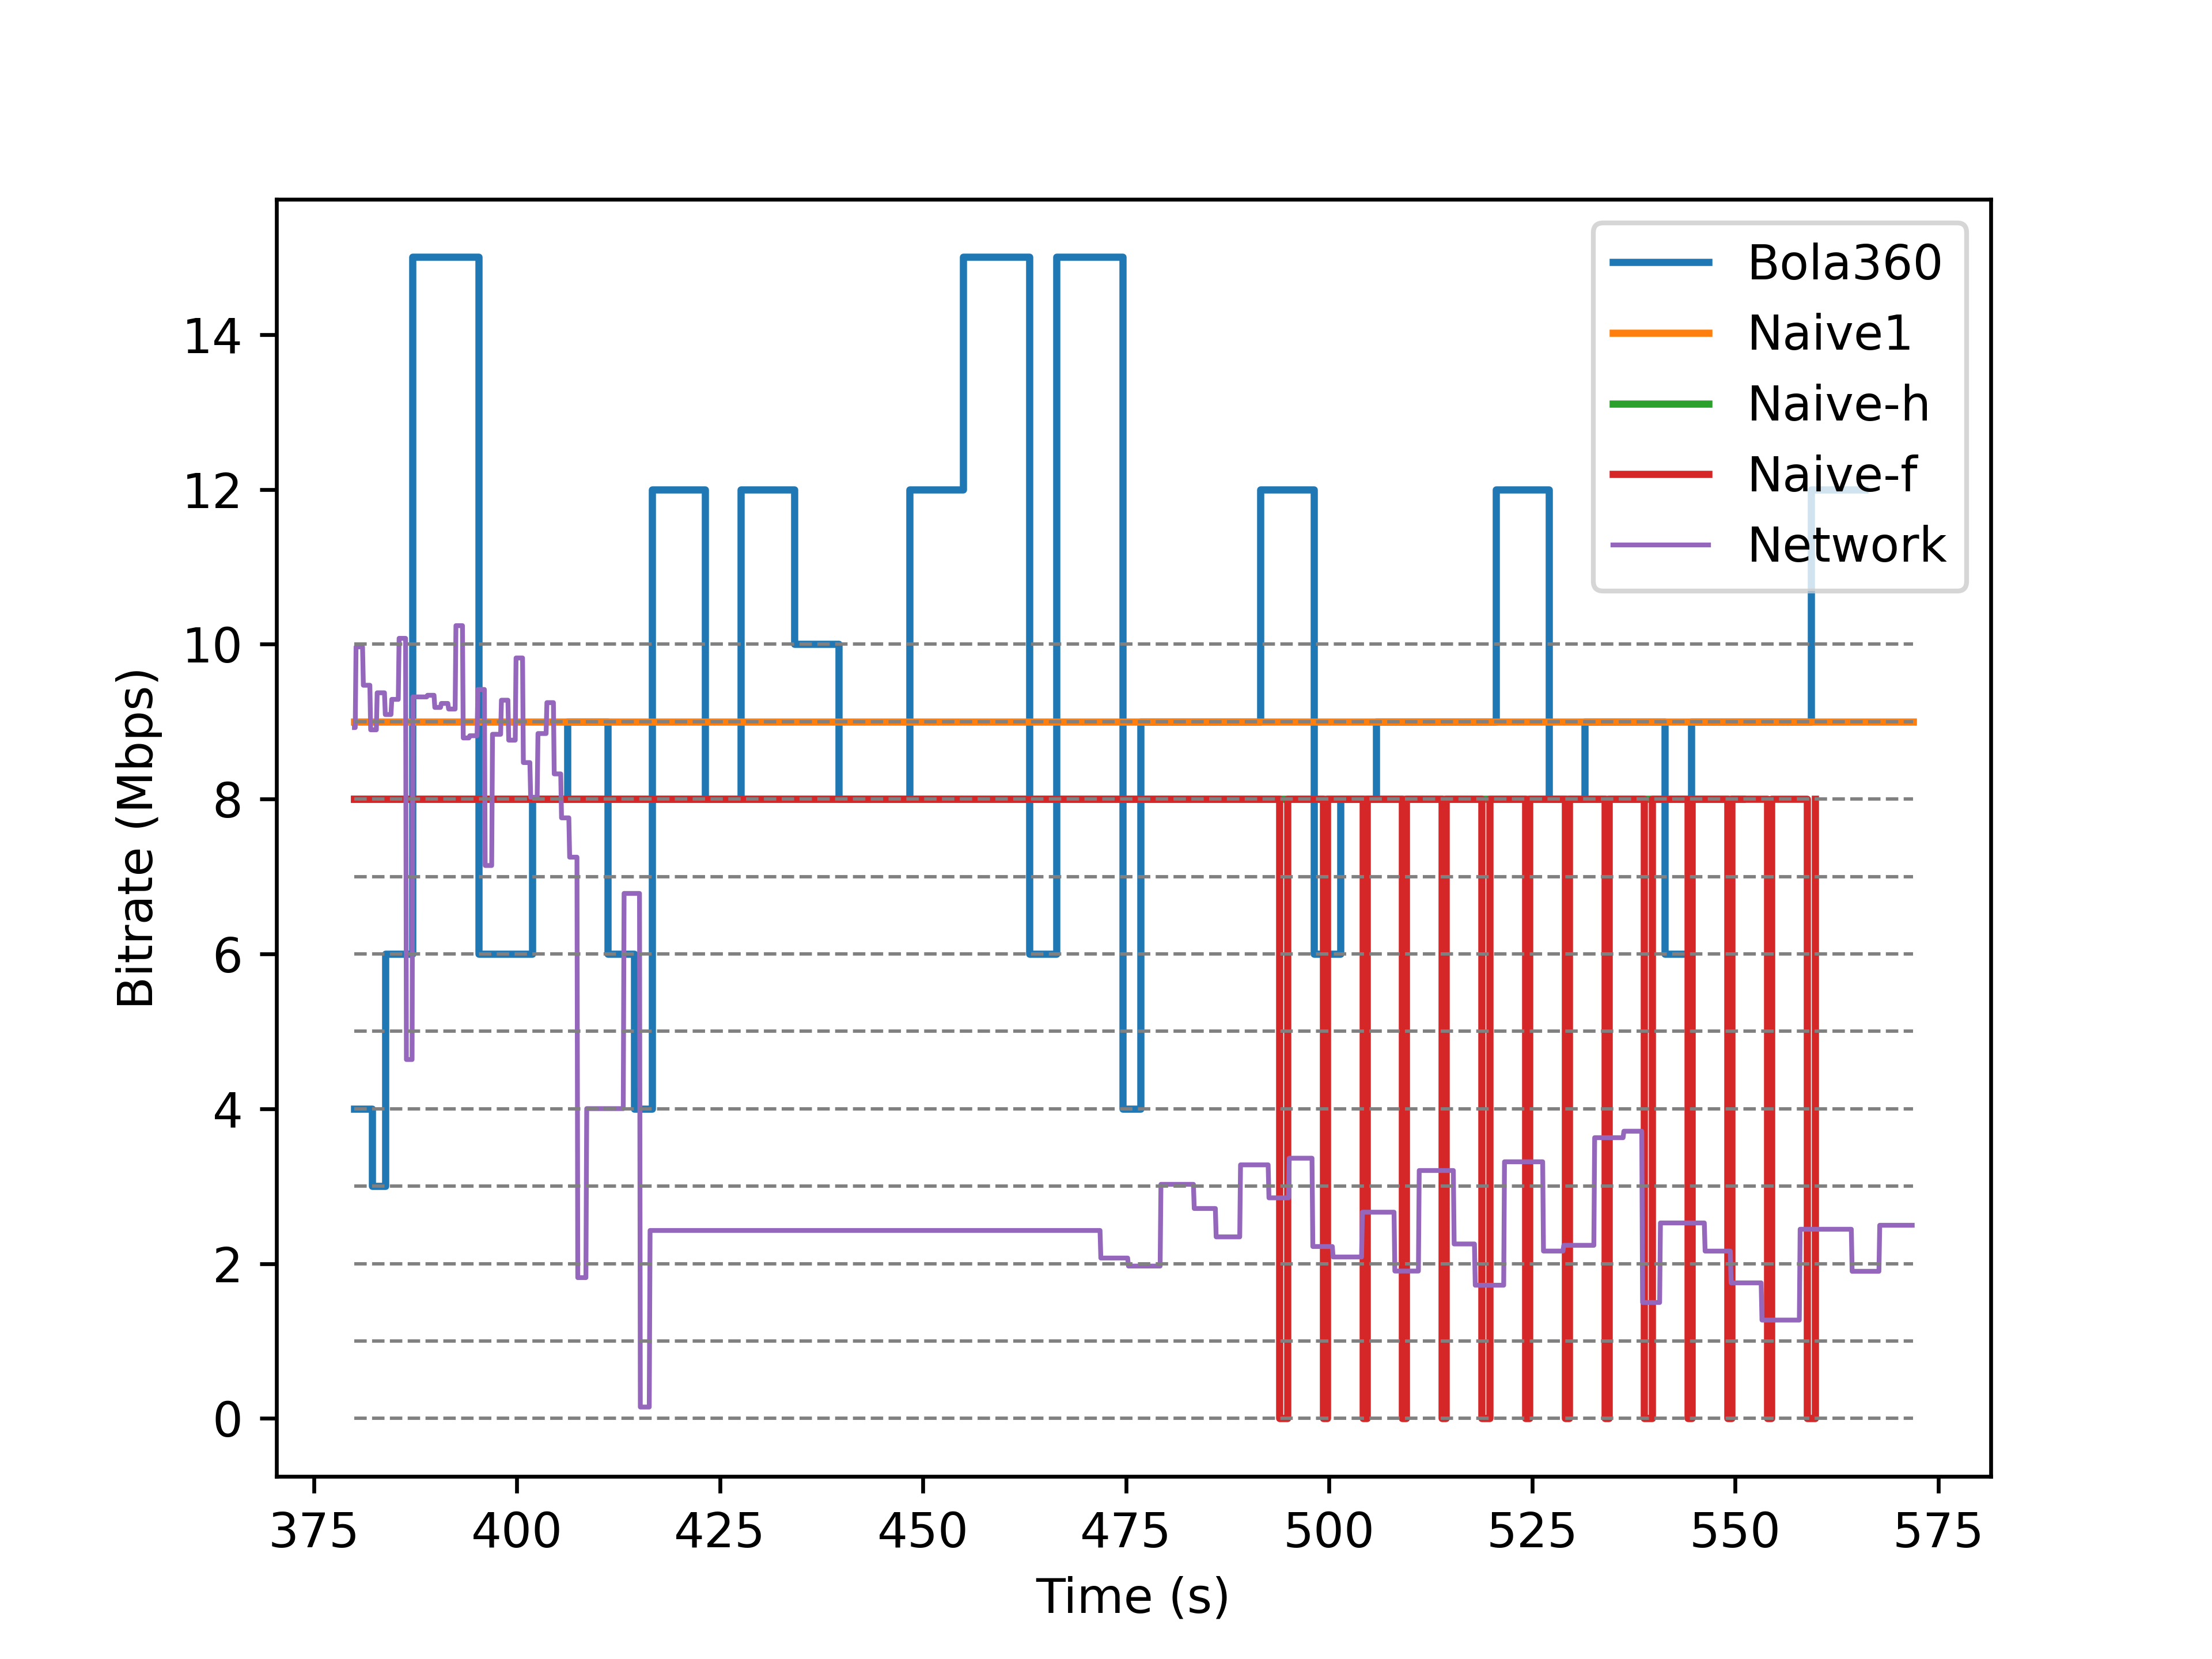 Bola360
Naive1
Naive-h
Naive-f
Network
14
12
10
8
6
4
2
0
Bitrate (Mbps)
375 400 425 450 475 500 525 550 575
Time (s)